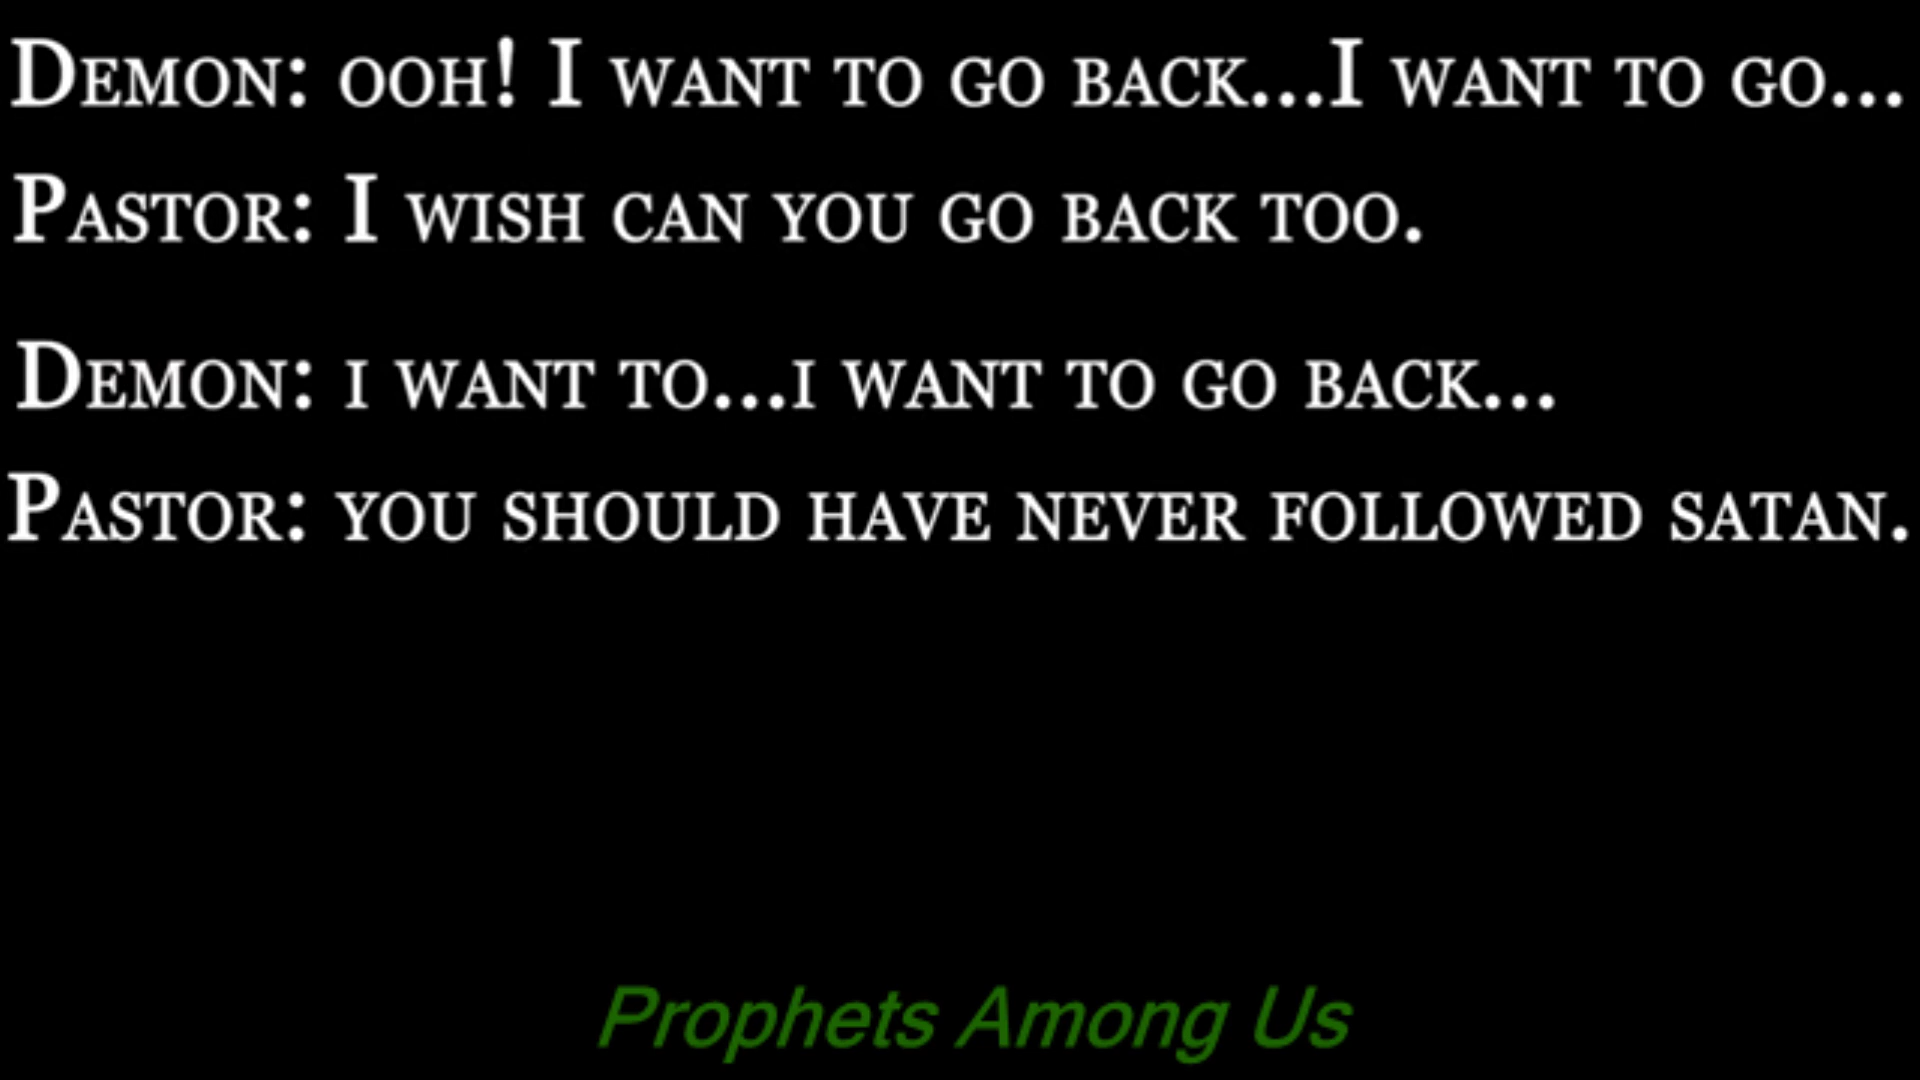 Demon: ooh! I want to go back...I want to go...
Pastor: I wish can you go back too.
Demon: i want to...i want to go back...
Pastor: you should have never followed satan.
Prophets Among Us